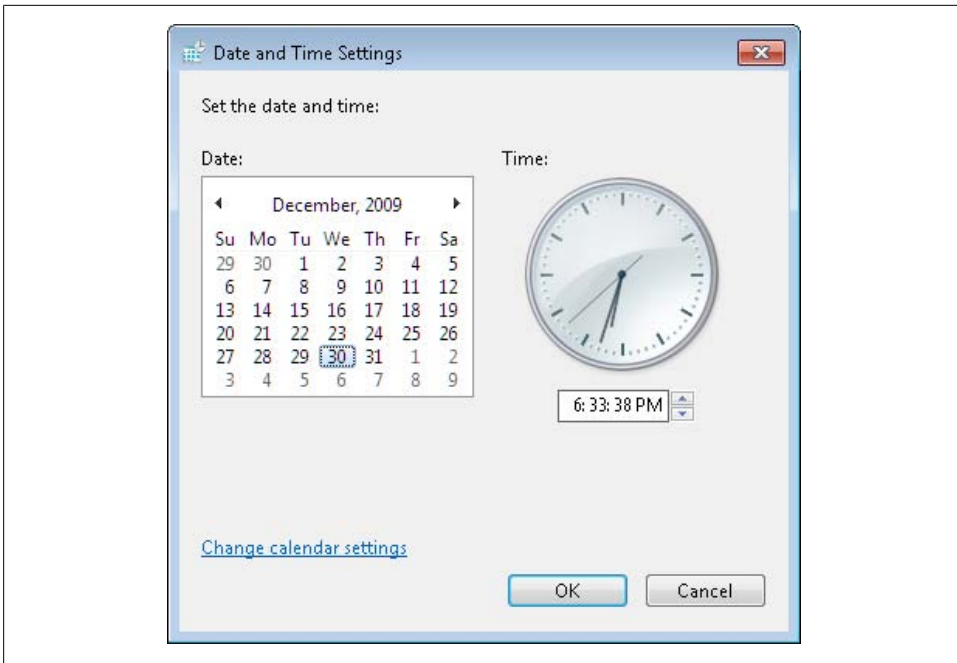 Date and Time Settings
Set the date and time:
Date:
Time:
December, 2009
Su Mo Tu We Th Fr Sa
29 30 1 2 3 4 5
6 7 8 9 10 11 12
13 14 15 16 17 18 19
20 21 22 23 24 25 26
27 28 29 30 31 1 2
3 4 5 6 7 8 9
6: 33: 38 PM
Change calendar settings
OK
Cancel